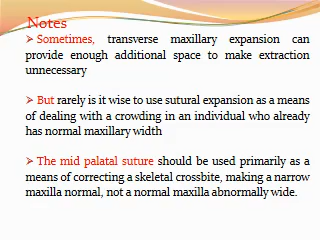 Notes
➢ Sometimes, transverse maxillary expansion can
provide enough additional space to make extraction
unnecessary
➢ But rarely is it wise to use sutural expansion as a means
of dealing with a crowding in an individual who already
has normal maxillary width
➢ The mid palatal suture should be used primarily as a
means of correcting a skeletal crossbite, making a narrow
maxilla normal, not a normal maxilla abnormally wide.